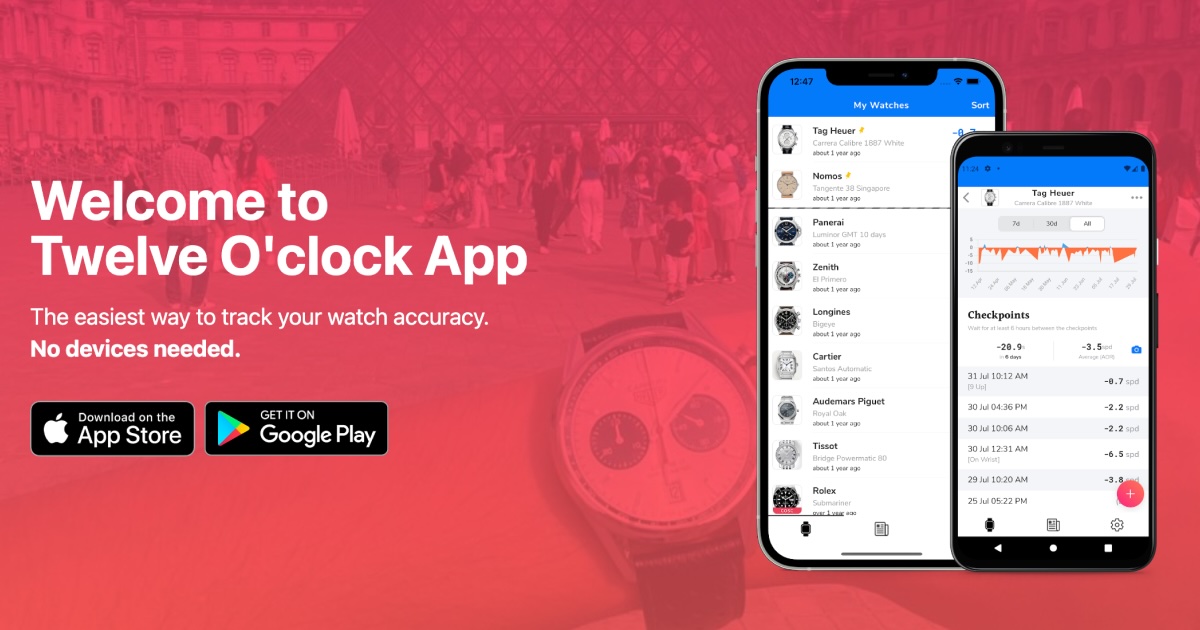 Welcome to
Twelve O'clock App
The easiest way to track your watch accuracy.
No devices needed.
Download on the
App Store
GET IT ON
Google Play
12:47
My Watches
Sort
Tag Heuer
Carrera Calibre 1887 White
about 1 year ago
Nomos
Tangente 38 Singapore
about 1 year ago
Panerai
Luminor GMT 10 days
about 1 year ago
Zenith
El Primero
about 1 year ago
Longines
Bigeye
about 1 year ago
Cartier
Santos Automatic
about 1 year ago
Audemars Piguet
Royal Oak
about 1 year ago
Tissot
Bridge Powermatic 80
about 1 year ago
Rolex
Submariner
over 1 year ago
Tag Heuer
Carrera Calibre 1887 White
7d
30d
All
5
0
-5
-10
-15
Checkpoints
Wait for at least 6 hours between the checkpoints
-20.9s
in 6 days
-3.5spd
Average (AOR)
31 Jul 10:12 AM
-0.7 spd
[9 Up]
30 Jul 04:36 PM
-2.2 spd
30 Jul 10:06 AM
-2.2 spd
30 Jul 12:31 AM
-6.5 spd
[On Wrist]
29 Jul 10:20 AM
-3.8 spd
25 Jul 05:22 PM